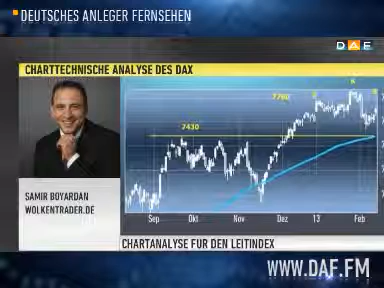 DEUTSCHES ANLEGER FERNSEHEN
DAF
CHARTTECHNISCHE ANALYSE DES DAX
7430
7780
K
Sep Okt Nov Dez 13 Feb
SAMIR BOYARDAN
WOLKENTRADER.DE
CHARTANALYSE FÜR DEN LEITINDEX
WWW.DAF.FM